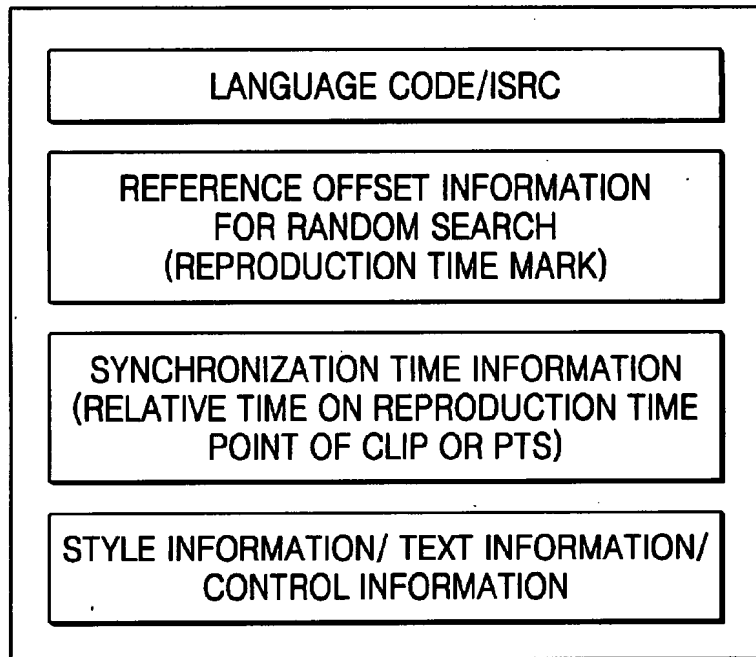 LANGUAGE CODE/ISRC
REFERENCE OFFSET INFORMATION
FOR RANDOM SEARCH
(REPRODUCTION TIME MARK)
SYNCHRONIZATION TIME INFORMATION
(RELATIVE TIME ON REPRODUCTION TIME
POINT OF CLIP OR PTS)
STYLE INFORMATION/ TEXT INFORMATION/
CONTROL INFORMATION